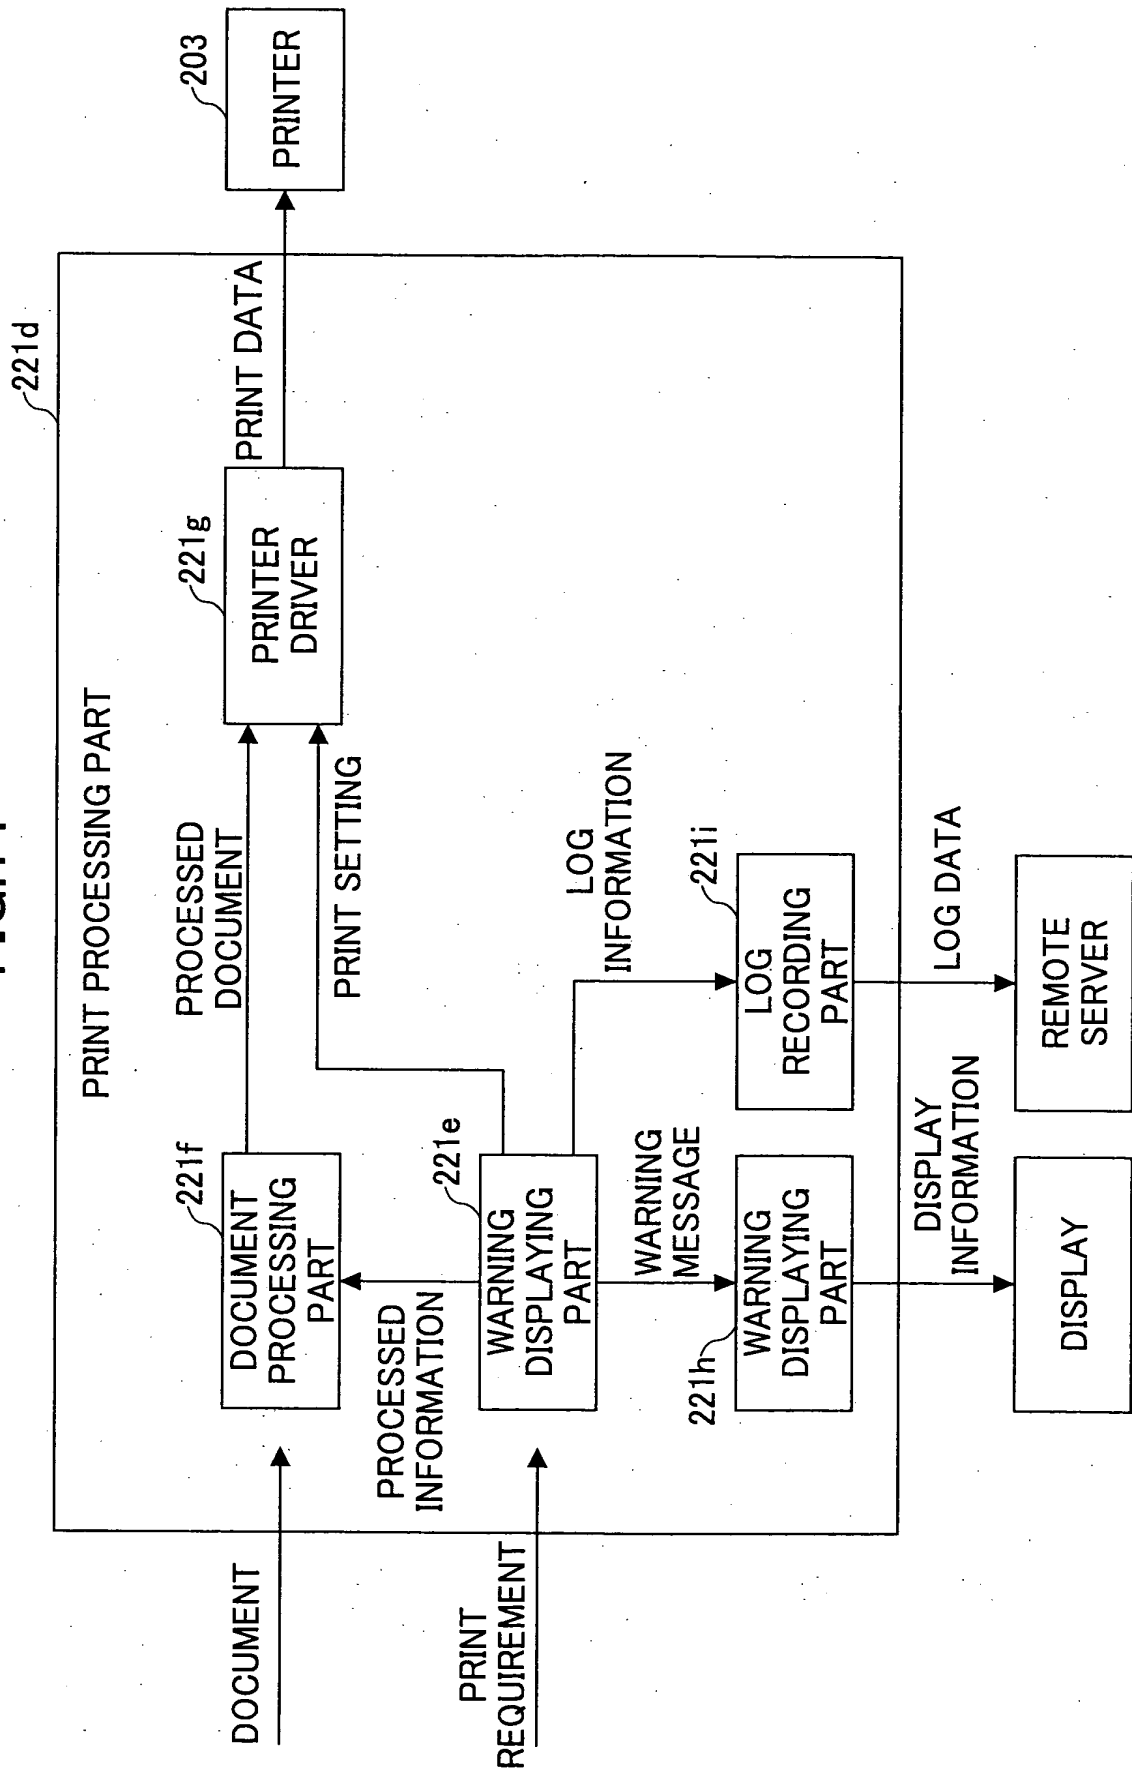 221d
PRINT PROCESSING PART
DOCUMENT
221f
DOCUMENT
PROCESSING
PART
PROCESSED
DOCUMENT
221g
PRINTER
DRIVER
PRINT DATA
203
PRINTER
PRINT SETTING
PROCESSED
INFORMATION
PRINT
REQUIREMENT
221e
WARNING
DISPLAYING
PART
WARNING
MESSAGE
LOG
INFORMATION
221h
WARNING
DISPLAYING
PART
221i
LOG
RECORDING
PART
DISPLAY
INFORMATION
LOG DATA
DISPLAY
REMOTE
SERVER